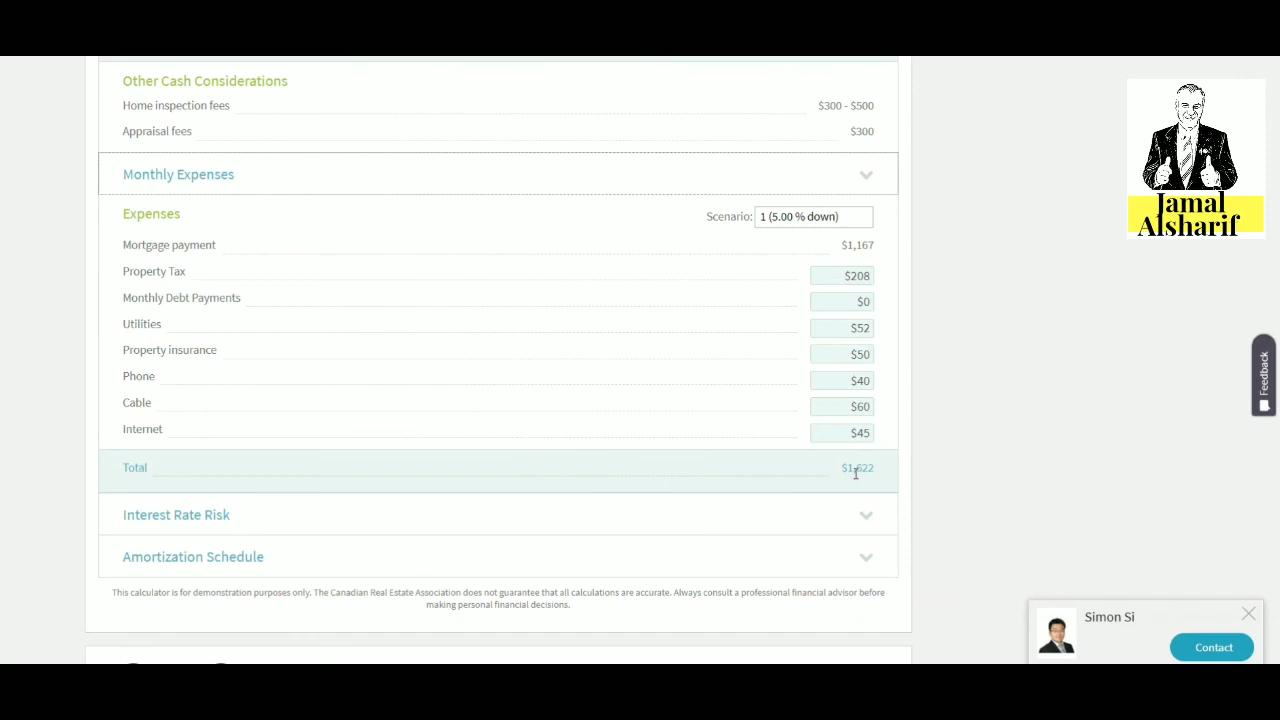 Other Cash Considerations
Home inspection fees $300 - $500
Appraisal fees $300
Monthly Expenses
Expenses Scenario: 1 (5.00 % down)
Mortgage payment $1,167
Property Tax $208
Monthly Debt Payments $0
Utilities $52
Property insurance $50
Phone $40
Cable $60
Internet $45
Total $1,622
Interest Rate Risk
Amortization Schedule
This calculator is for demonstration purposes only. The Canadian Real Estate Association does not guarantee that all calculations are accurate. Always consult a professional financial advisor before
making personal financial decisions.
Jamal
Alsharif
Feedback
Simon Si
Contact